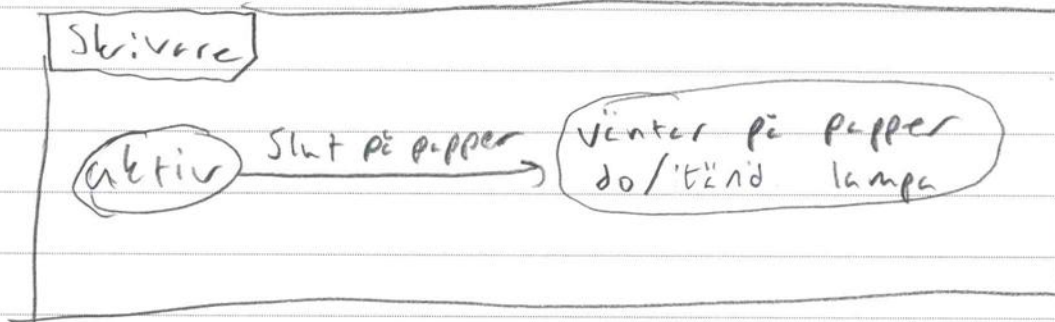 Skrivare
aktiv
Slut på papper
väntar på papper
do/tänd lampa